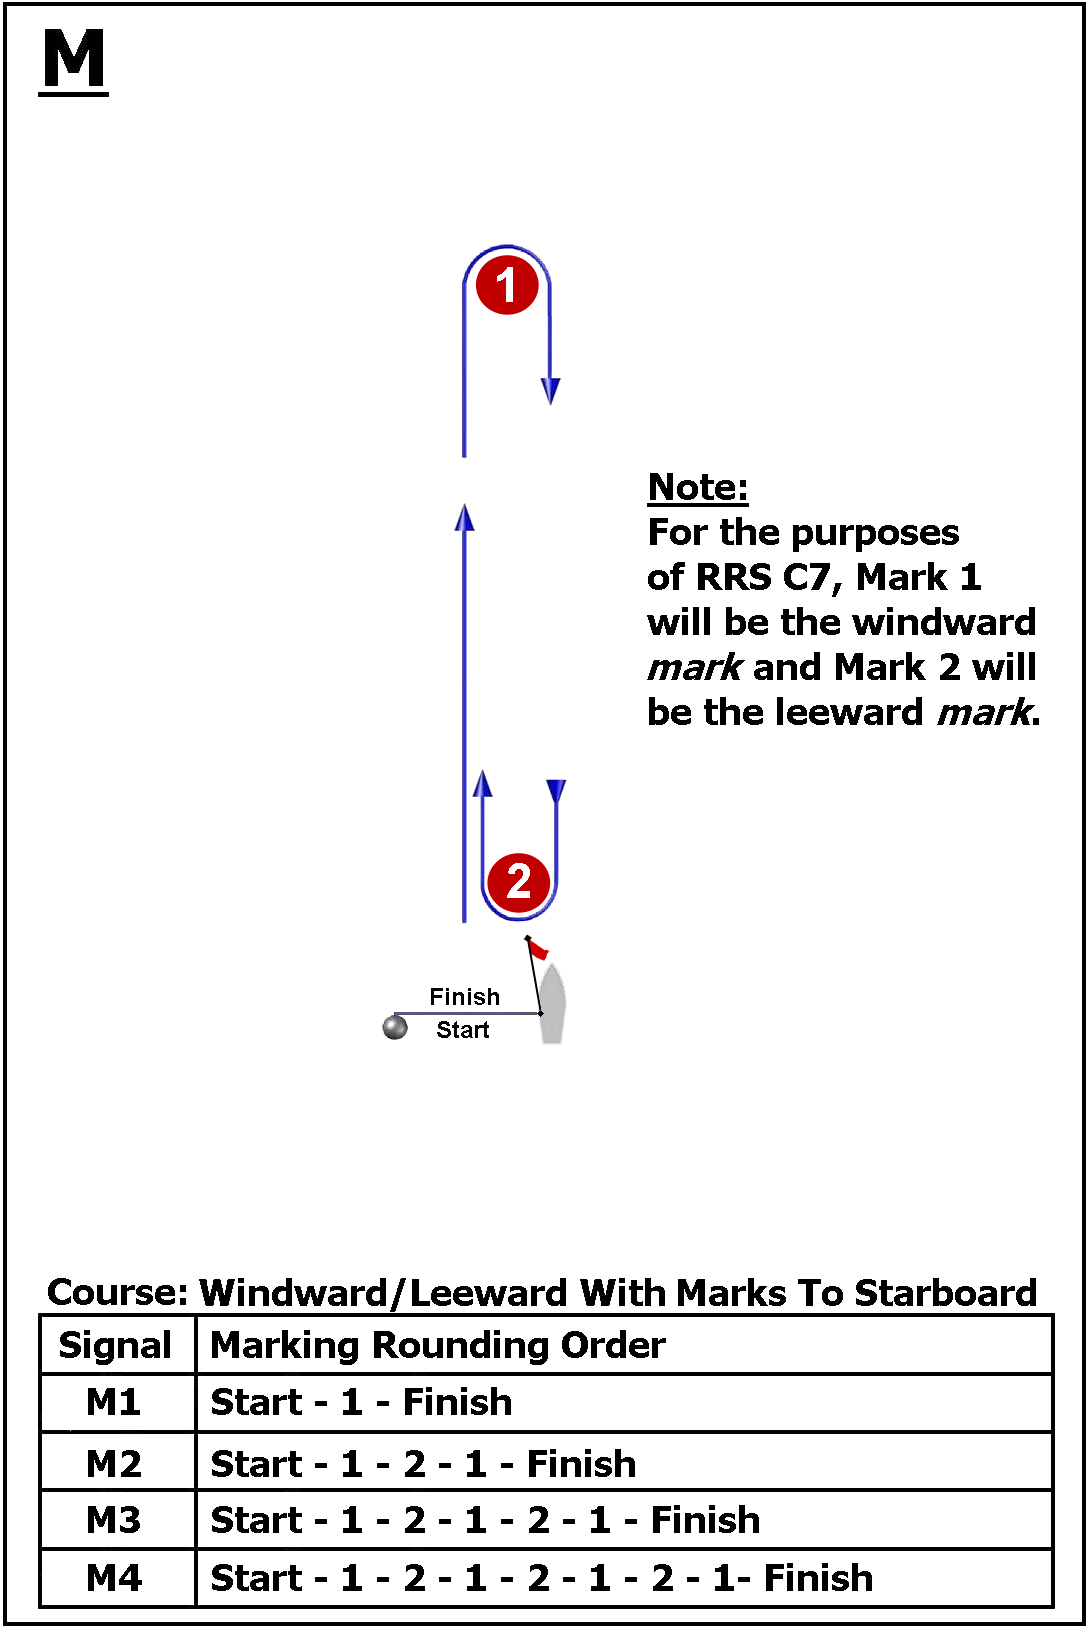 M
1
Note:
For the purposes
of RRS C7, Mark 1
will be the windward
mark and Mark 2 will
be the leeward mark.
2
Finish
Start
Course: Windward/Leeward With Marks To Starboard
Signal Marking Rounding Order
M1 Start - 1 - Finish
M2 Start - 1 - 2 - 1 - Finish
M3 Start - 1 - 2 - 1 - 2 - 1 - Finish
M4 Start - 1 - 2 - 1 - 2 - 1 - 2 - 1- Finish